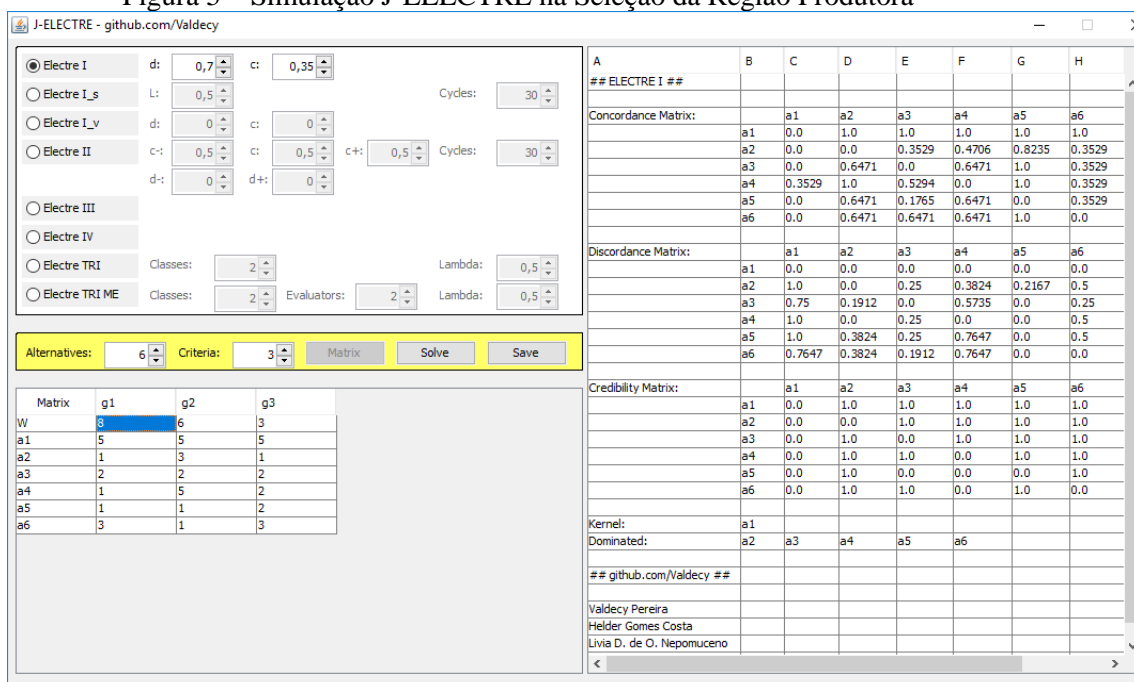 Figura 5 – Simulação J-ELECTRE na Seleção da Região Produtora
J-ELECTRE - github.com/Valdecy
Electre I d: 0,7 c: 0,35
Electre I_s L: 0,5 Cycles: 30
Electre I_v d: 0 c: 0
Electre II c-: 0,5 c: 0,5 c+: 0,5 Cycles: 30
d-: 0 d+: 0
Electre III
Electre IV
Electre TRI Classes: 2 Lambda: 0,5
Electre TRI ME Classes: 2 Evaluators: 2 Lambda: 0,5
Alternatives: 6 Criteria: 3 Matrix Solve Save
Matrix g1 g2 g3
W 8 6 3
a1 5 5 5
a2 1 3 1
a3 2 2 2
a4 1 5 2
a5 1 1 2
a6 3 1 3
A B C D E F G H
## ELECTRE I ##
Concordance Matrix: a1 a2 a3 a4 a5 a6
a1 0.0 1.0 1.0 1.0 1.0 1.0
a2 0.0 0.0 0.3529 0.4706 0.8235 0.3529
a3 0.0 0.6471 0.0 0.6471 1.0 0.3529
a4 0.3529 1.0 0.5294 0.0 1.0 0.3529
a5 0.0 0.6471 0.1765 0.6471 0.0 0.3529
a6 0.0 0.6471 0.6471 0.6471 1.0 0.0
Discordance Matrix: a1 a2 a3 a4 a5 a6
a1 0.0 0.0 0.0 0.0 0.0 0.0
a2 1.0 0.0 0.25 0.3824 0.2167 0.5
a3 0.75 0.1912 0.0 0.5735 0.0 0.25
a4 1.0 0.0 0.25 0.0 0.0 0.5
a5 1.0 0.3824 0.25 0.7647 0.0 0.5
a6 0.7647 0.3824 0.1912 0.7647 0.0 0.0
Credibility Matrix: a1 a2 a3 a4 a5 a6
a1 0.0 1.0 1.0 1.0 1.0 1.0
a2 0.0 0.0 1.0 1.0 1.0 1.0
a3 0.0 1.0 0.0 1.0 1.0 1.0
a4 0.0 1.0 1.0 0.0 1.0 1.0
a5 0.0 1.0 0.0 0.0 0.0 1.0
a6 0.0 1.0 1.0 0.0 1.0 0.0
Kernel: a1
Dominated: a2 a3 a4 a5 a6
## github.com/Valdecy ##
Valdecy Pereira
Helder Gomes Costa
Livia D. de O. Nepomuceno